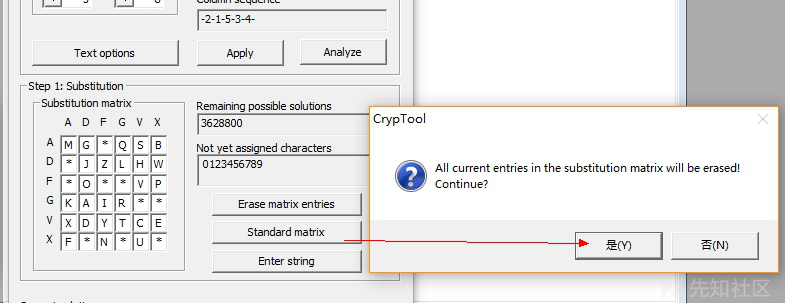 Column sequence
-2-1-5-3-4-
Text options
Apply
Analyze
Step 1: Substitution
Substitution matrix
A D F G V X
A M G * Q S B
D * J Z L H W
F * O * * V P
G K A I R * *
V X D Y T C E
X F * N * U *
Remaining possible solutions
3628800
Not yet assigned characters
0123456789
Erase matrix entries
Standard matrix
Enter string
CrypTool
All current entries in the substitution matrix will be erased!
Continue?
是(Y)
否(N)
先知社区